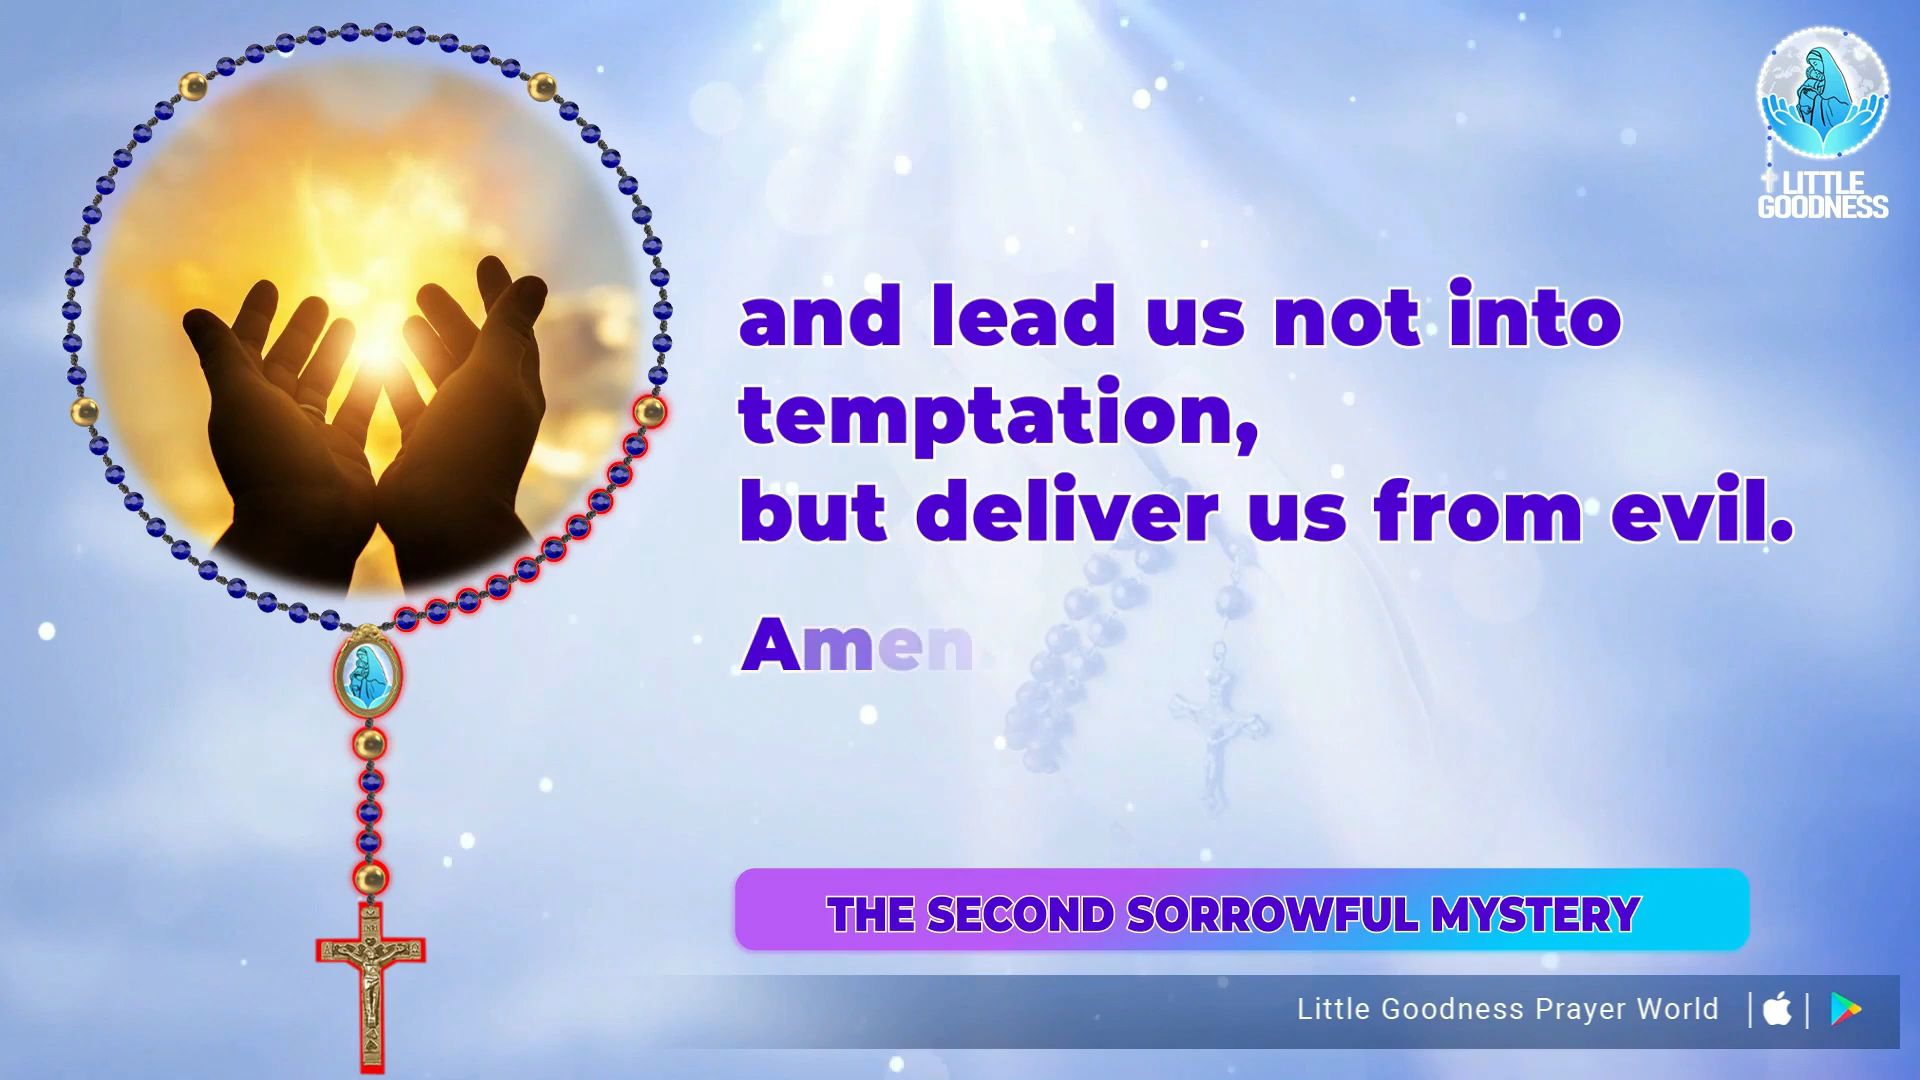 LITTLE
GOODNESS
and lead us not into
temptation,
but deliver us from evil.
Amen.
THE SECOND SORROWFUL MYSTERY
Little Goodness Prayer World
INRI